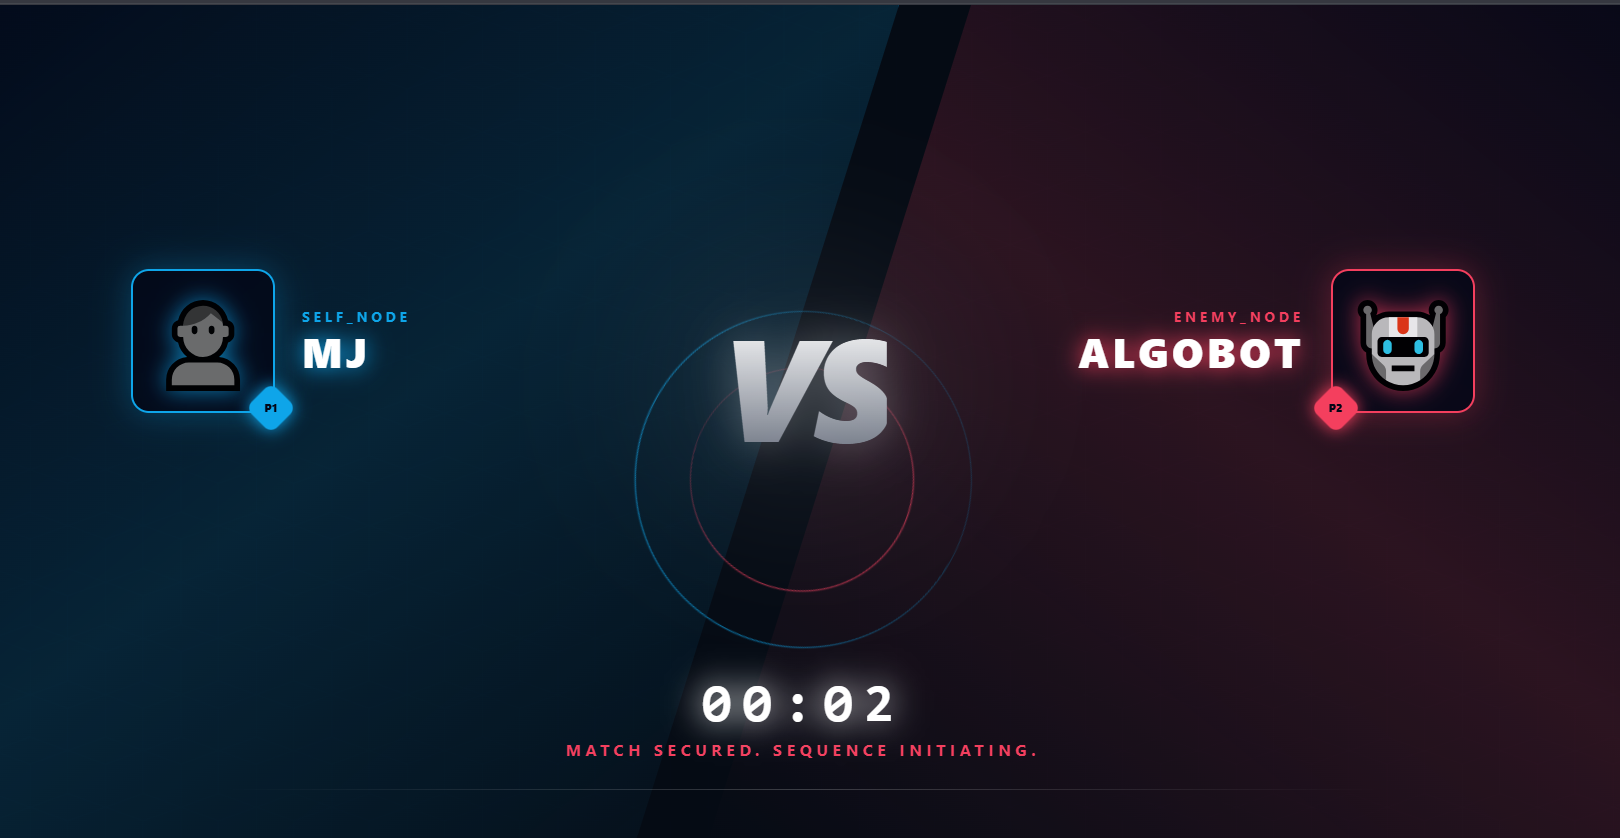 SELF_NODE
MJ
P1
VS
ENEMY_NODE
ALGOBOT
P2
00:02
MATCH SECURED. SEQUENCE INITIATING.